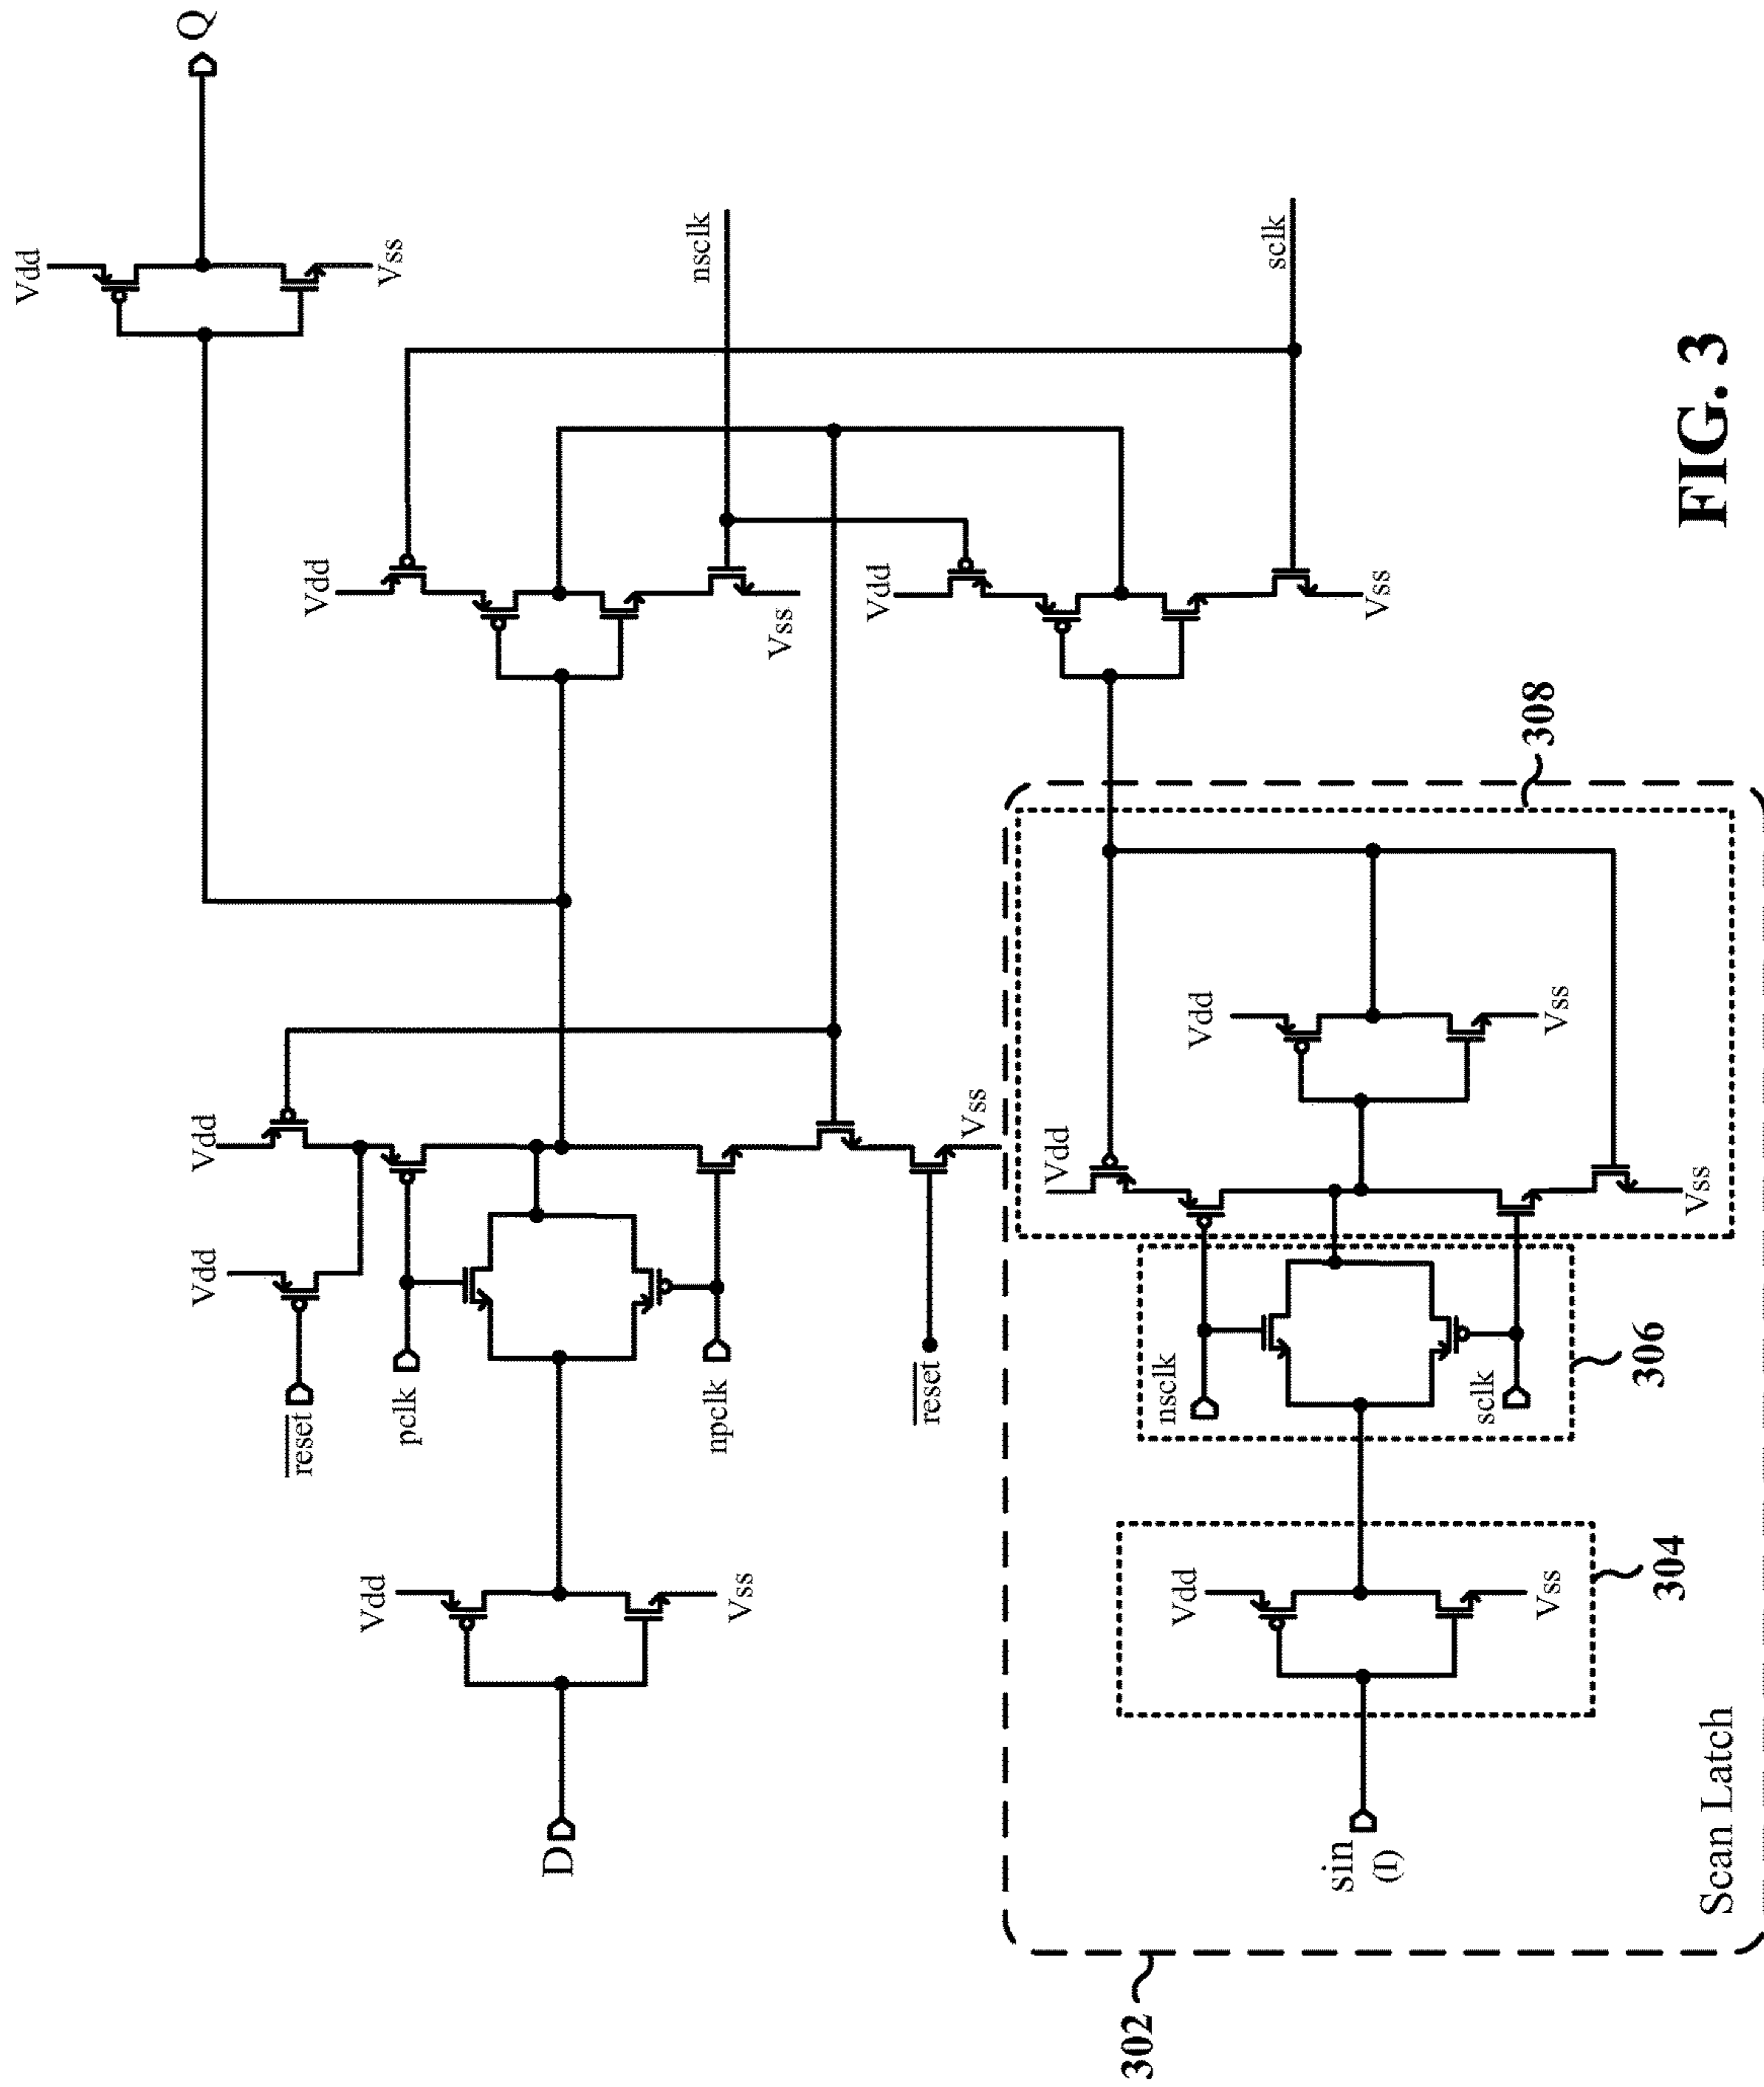 Vdd
Q
Vss
Vdd
nsclk
Vss
Vdd
sclk
Vss
Vdd
Vdd
reset
pclk
npclk
reset
Vss
Vdd
Vss
D
308
Vdd
Vss
Vdd
Vss
nsclk
sclk
306
Vdd
Vss
304
sin
(I)
Scan Latch
302
FIG. 3